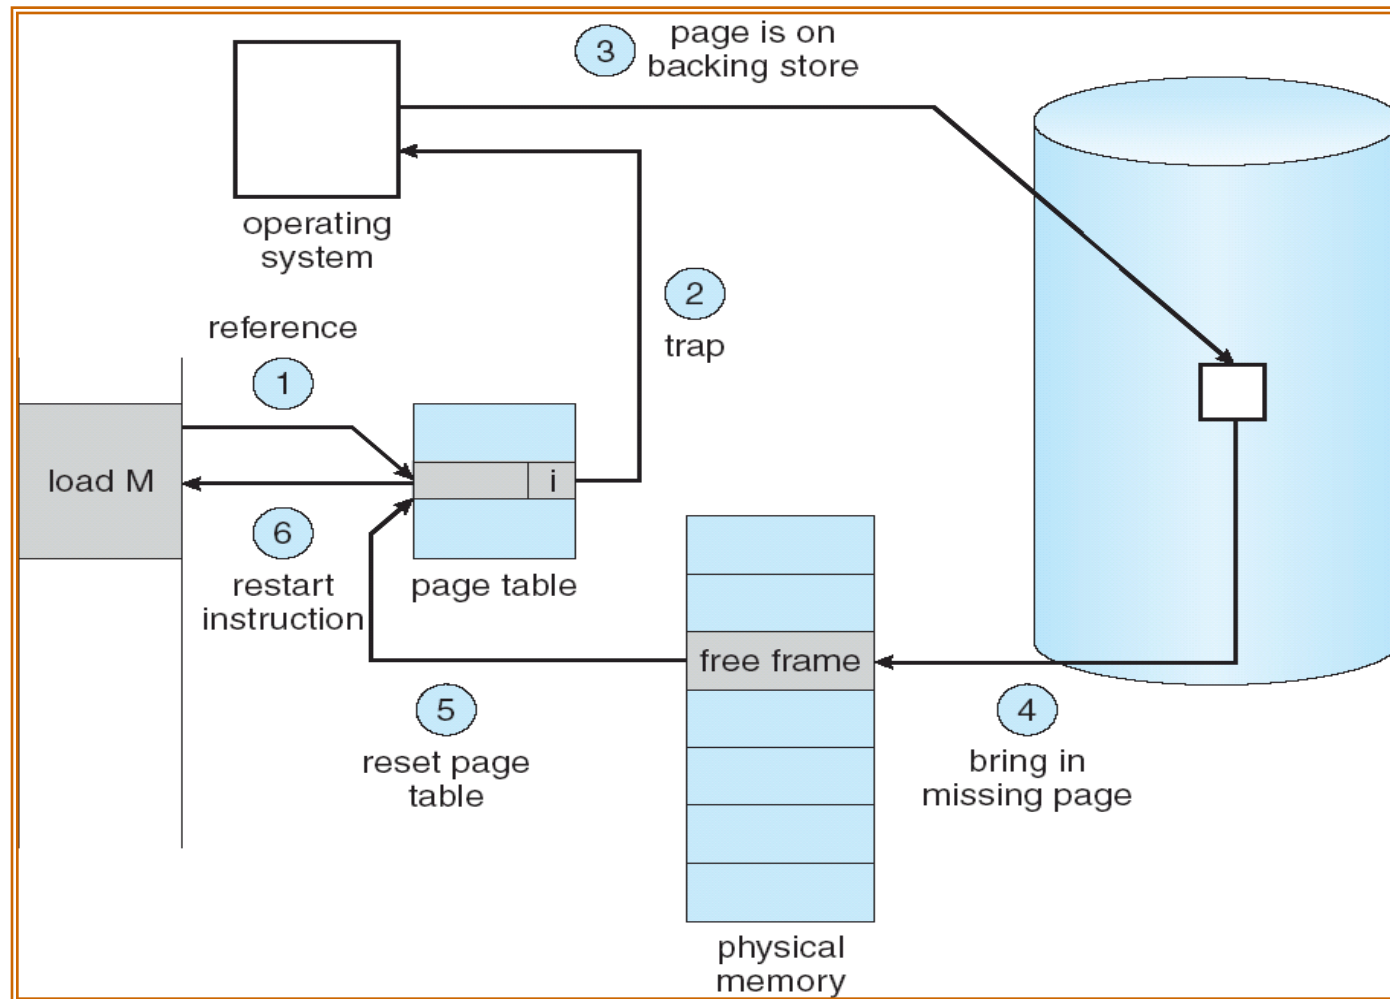 3
page is on
backing store
operating
system
2
trap
reference
1
load M
i
6
restart
instruction
page table
free frame
5
reset page
table
4
bring in
missing page
physical
memory